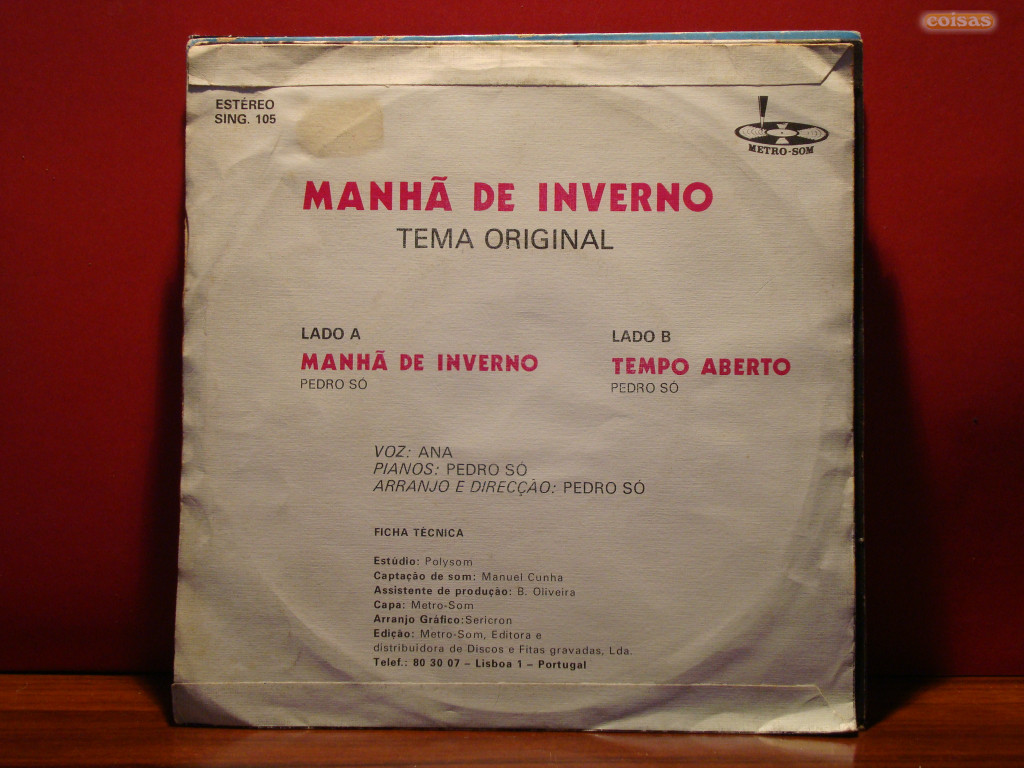 coisas
ESTÉREO
SING. 105
METRO-SOM
MANHÃ DE INVERNO
TEMA ORIGINAL
LADO A
MANHÃ DE INVERNO
PEDRO SÓ
LADO B
TEMPO ABERTO
PEDRO SÓ
VOZ: ANA
PIANOS: PEDRO SÓ
ARRANJO E DIRECÇÃO: PEDRO SÓ
FICHA TÉCNICA
Estúdio: Polysom
Captação de som: Manuel Cunha
Assistente de produção: B. Oliveira
Capa: Metro-Som
Arranjo Gráfico:Sericron
Edição: Metro-Som, Editora e
distribuidora de Discos e Fitas gravadas, Lda.
Telef.: 80 30 07 – Lisboa 1 – Portugal